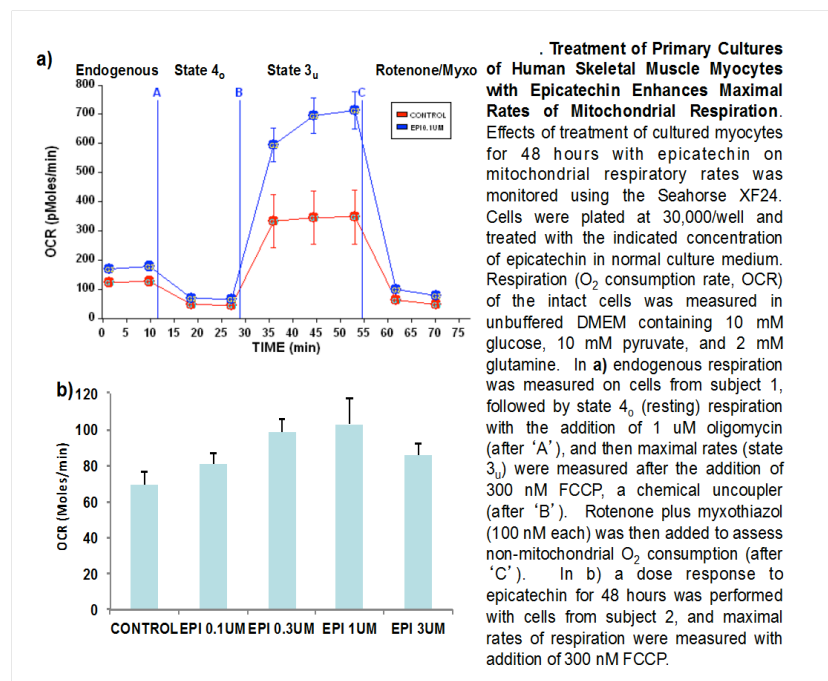 a)
Endogenous State 4o State 3u Rotenone/Myxo
A B C
800
700
600
500
400
300
200
100
0
OCR (pMoles/min)
CONTROL
EPI0.1UM
0 5 10 15 20 25 30 35 40 45 50 55 60 65 70 75
TIME (min)
b)
120
100
80
60
40
20
0
OCR (Moles/min)
CONTROL EPI 0.1UM EPI 0.3UM EPI 1UM EPI 3UM
. Treatment of Primary Cultures
of Human Skeletal Muscle Myocytes
with Epicatechin Enhances Maximal
Rates of Mitochondrial Respiration.
Effects of treatment of cultured myocytes
for 48 hours with epicatechin on
mitochondrial respiratory rates was
monitored using the Seahorse XF24.
Cells were plated at 30,000/well and
treated with the indicated concentration
of epicatechin in normal culture medium.
Respiration (O2 consumption rate, OCR)
of the intact cells was measured in
unbuffered DMEM containing 10 mM
glucose, 10 mM pyruvate, and 2 mM
glutamine. In a) endogenous respiration
was measured on cells from subject 1,
followed by state 4o (resting) respiration
with the addition of 1 uM oligomycin
(after ‘A’), and then maximal rates (state
3u) were measured after the addition of
300 nM FCCP, a chemical uncoupler
(after ‘B’). Rotenone plus myxothiazol
(100 nM each) was then added to assess
non-mitochondrial O2 consumption (after
‘C’). In b) a dose response to
epicatechin for 48 hours was performed
with cells from subject 2, and maximal
rates of respiration were measured with
addition of 300 nM FCCP.